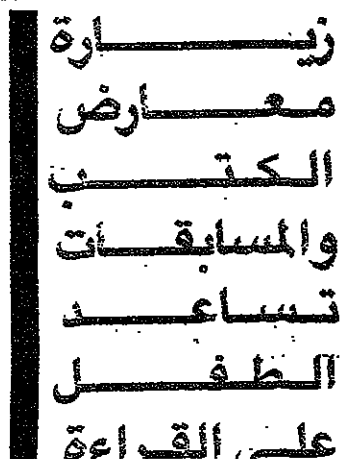 زيارة
معارض
الكتب
والمسابقات
تساعد
الطفل
على القراءة